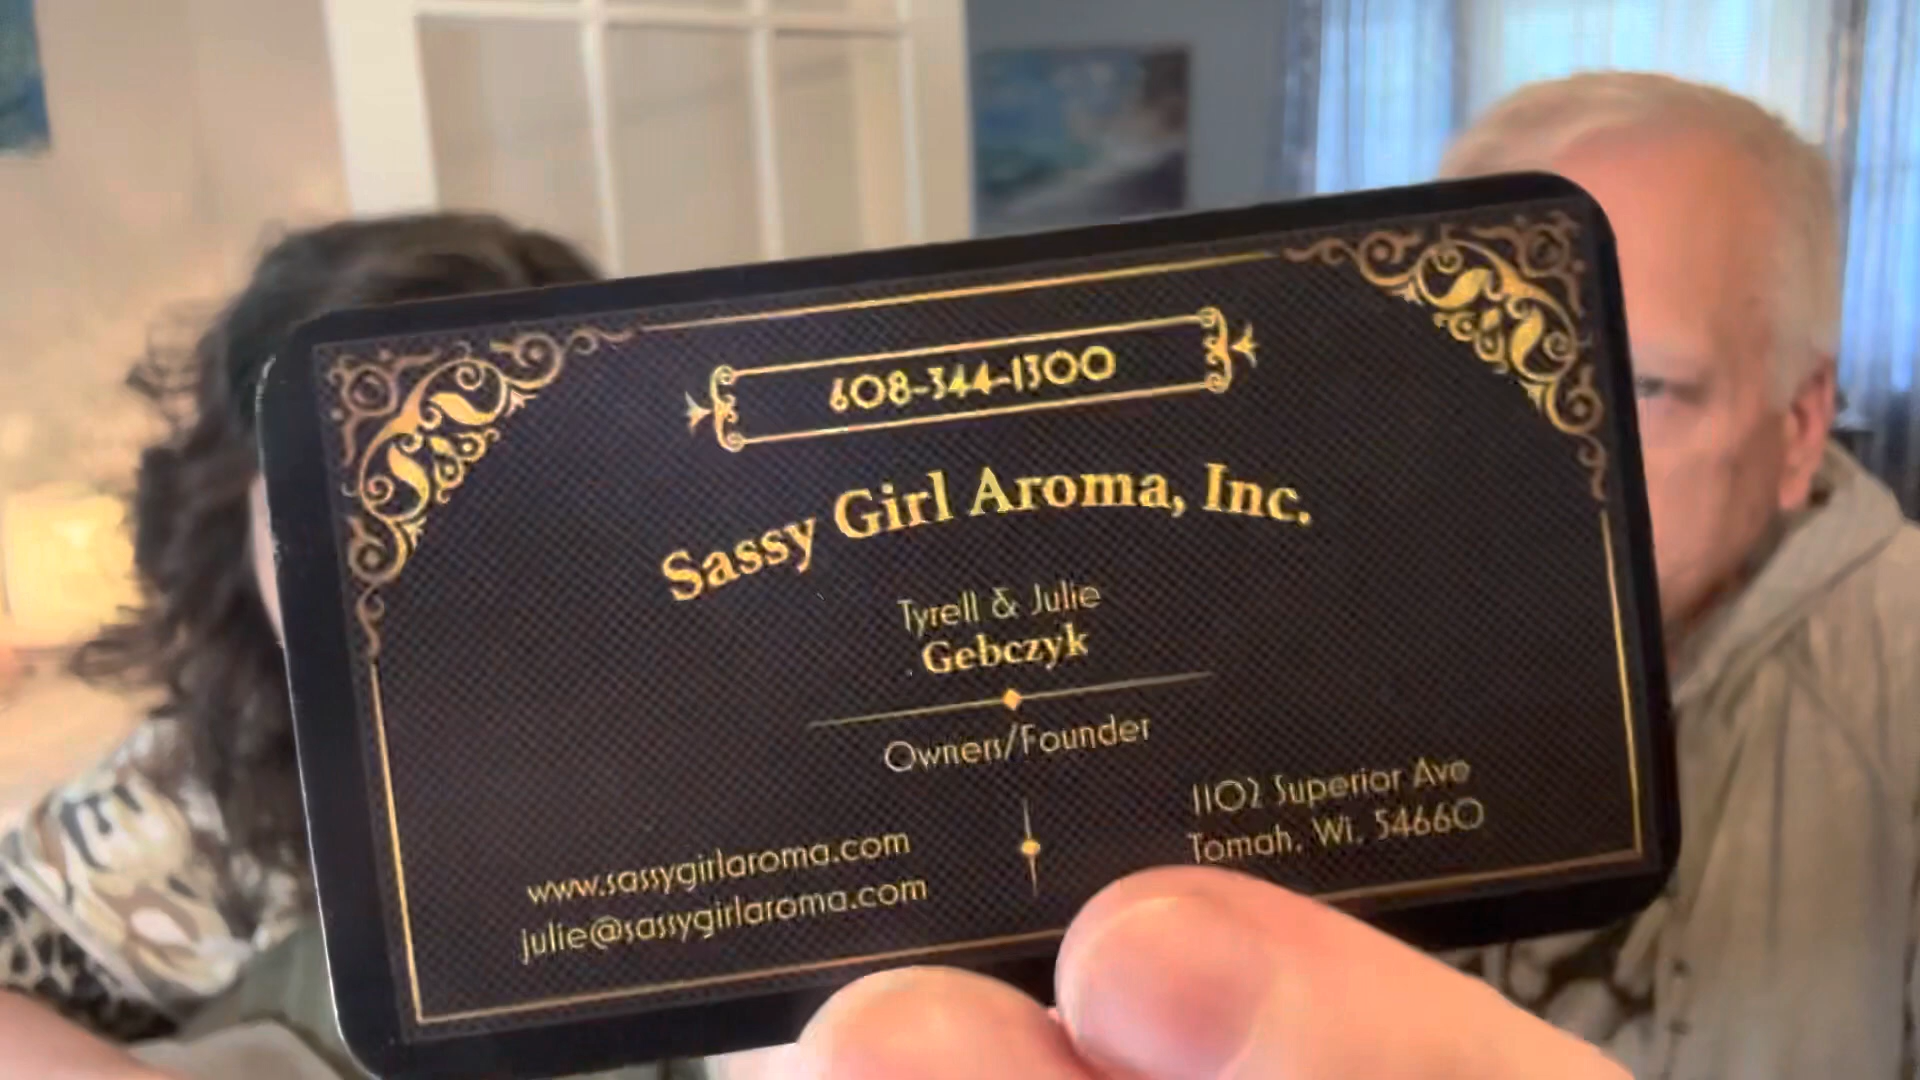 608-344-1300
Sassy Girl Aroma, Inc.
Tyrell & Julie
Gebczyk
Owners/Founder
www.sassygirlaroma.com
julie@sassygirlaroma.com
1102 Superior Ave
Tomah, Wi. 54660